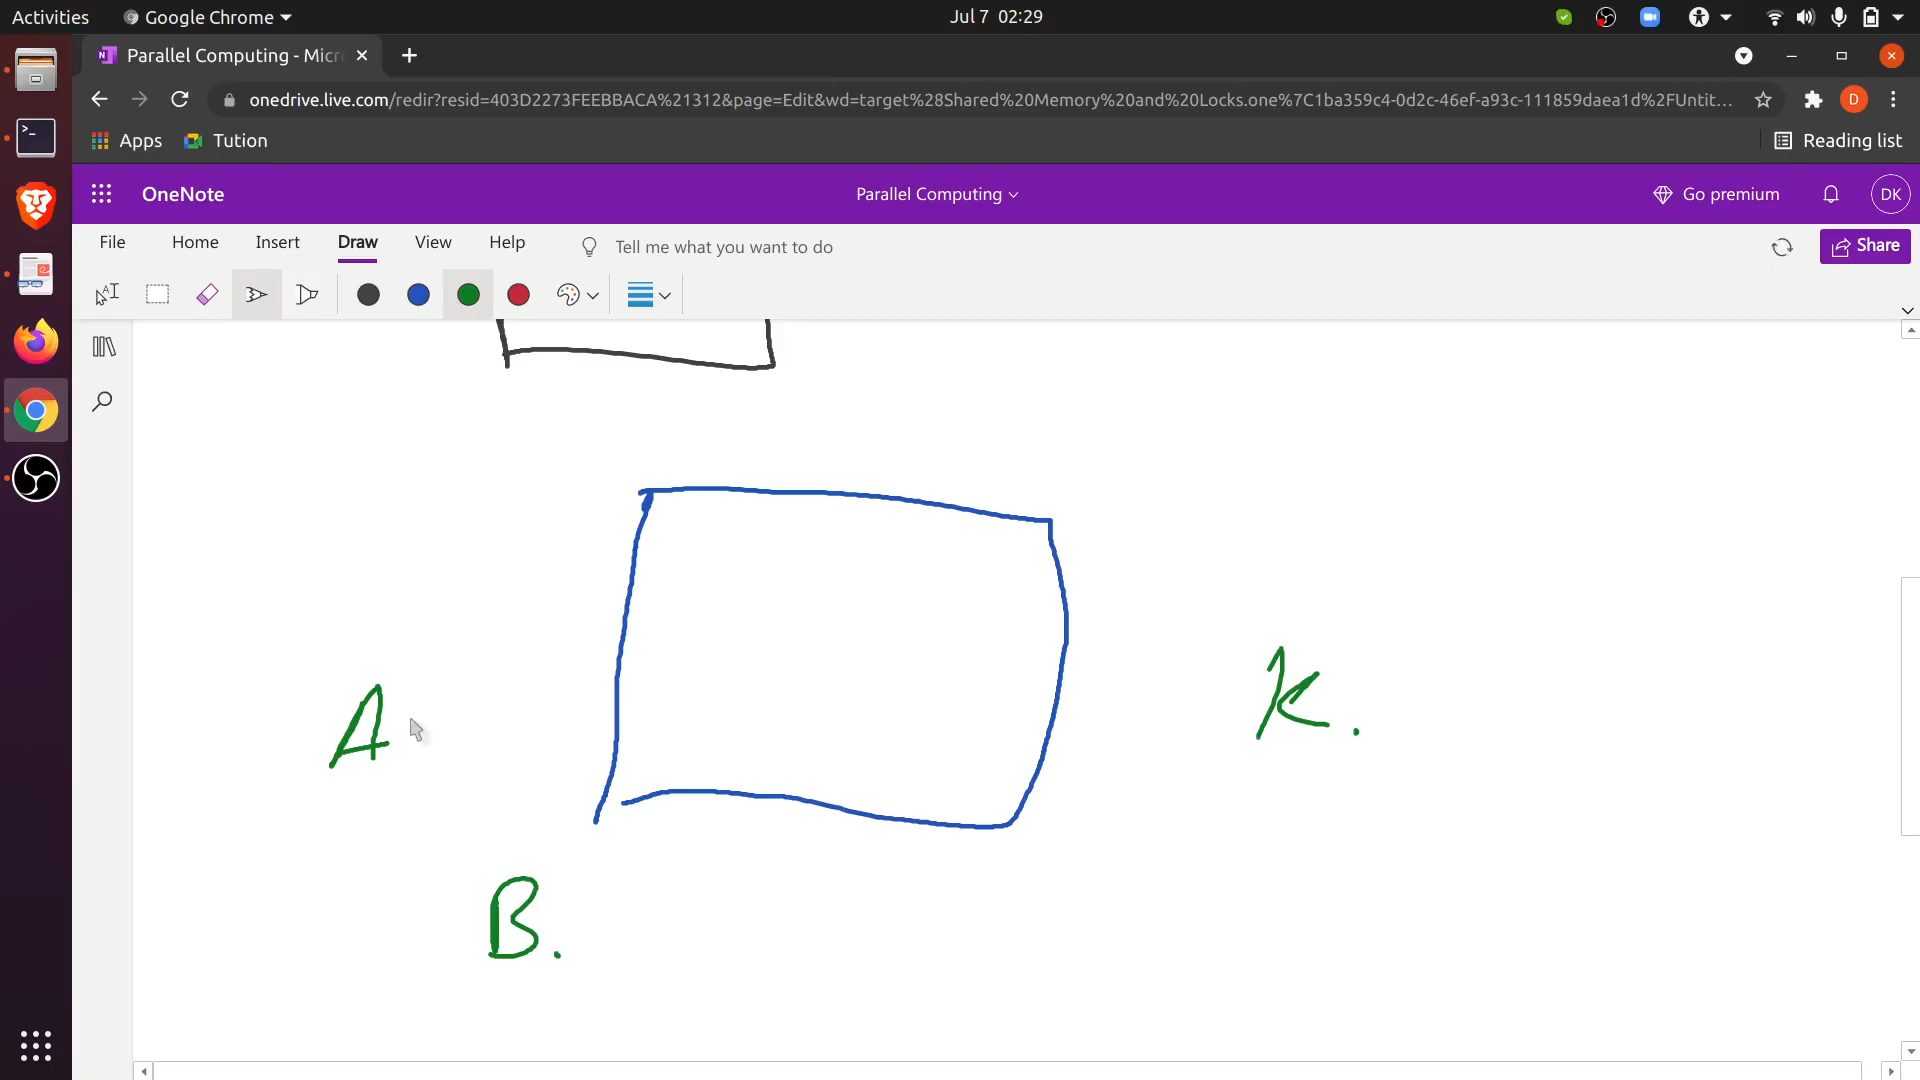 Activities Google Chrome Jul 7 02:29
Parallel Computing - Micr
onedrive.live.com/redir?resid=403D2273FEEBBACA%21312&page=Edit&wd=target%28Shared%20Memory%20and%20Locks.one%7C1ba359c4-0d2c-46ef-a93c-111859daea1d%2FUntit... D
Apps Tution Reading list
OneNote Parallel Computing Go premium DK
File Home Insert Draw View Help Tell me what you want to do Share
A
K.
B.